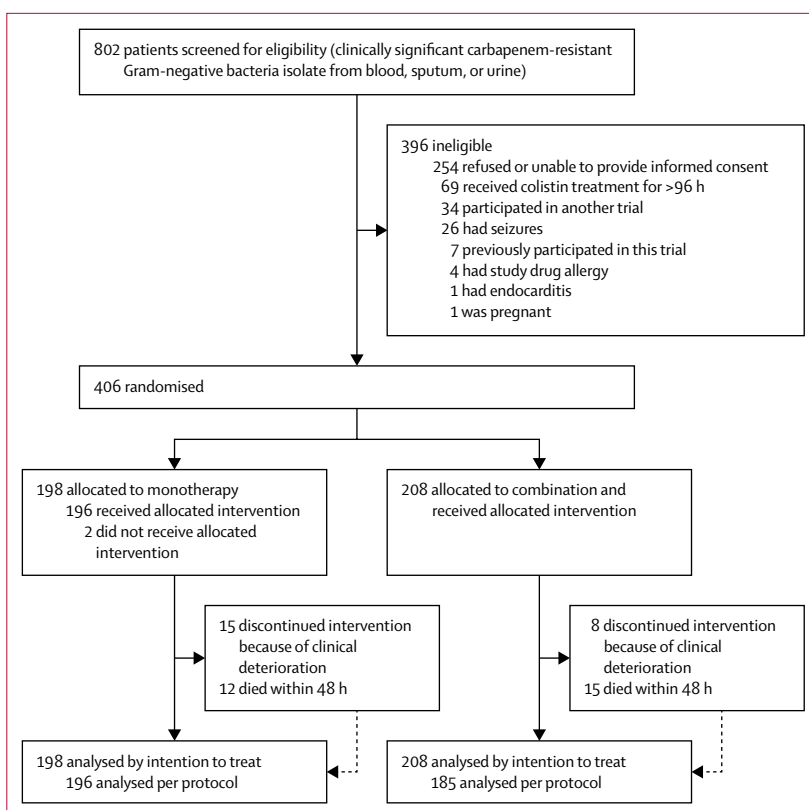 802 patients screened for eligibility (clinically significant carbapenem-resistant
Gram-negative bacteria isolate from blood, sputum, or urine)
396 ineligible
254 refused or unable to provide informed consent
69 received colistin treatment for >96 h
34 participated in another trial
26 had seizures
7 previously participated in this trial
4 had study drug allergy
1 had endocarditis
1 was pregnant
406 randomised
198 allocated to monotherapy
196 received allocated intervention
2 did not receive allocated
intervention
208 allocated to combination and
received allocated intervention
15 discontinued intervention
because of clinical
deterioration
12 died within 48 h
8 discontinued intervention
because of clinical
deterioration
15 died within 48 h
198 analysed by intention to treat
196 analysed per protocol
208 analysed by intention to treat
185 analysed per protocol